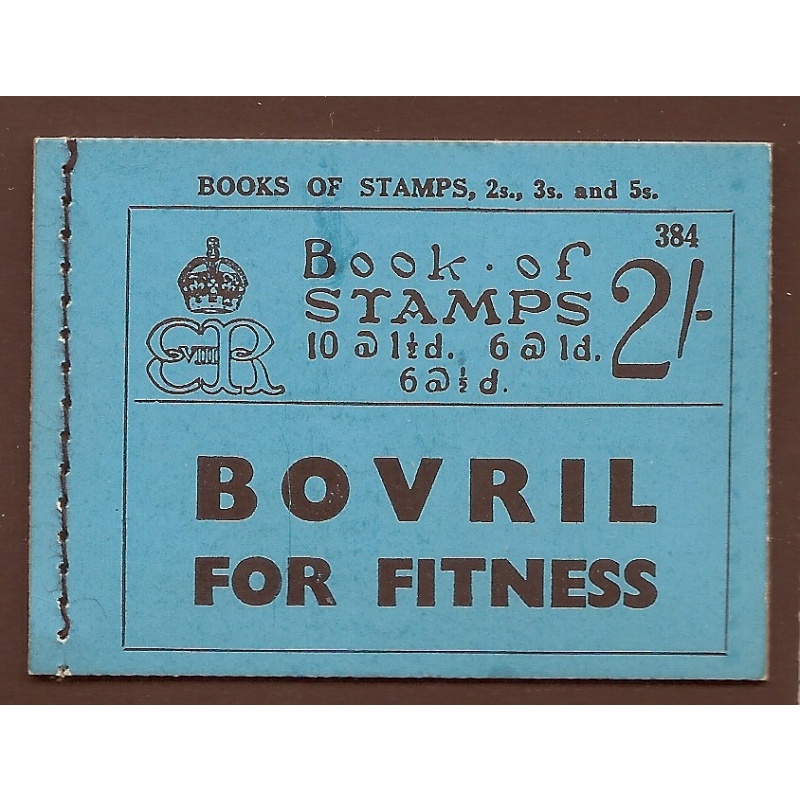 BOOKS OF STAMPS, 2s., 3s. and 5s.
384
Book · of
STAMPS
2/-
10 @ 1½d. 6 @ 1d.
6 @ ½d.
EVIIIR
BOVRIL
FOR FITNESS